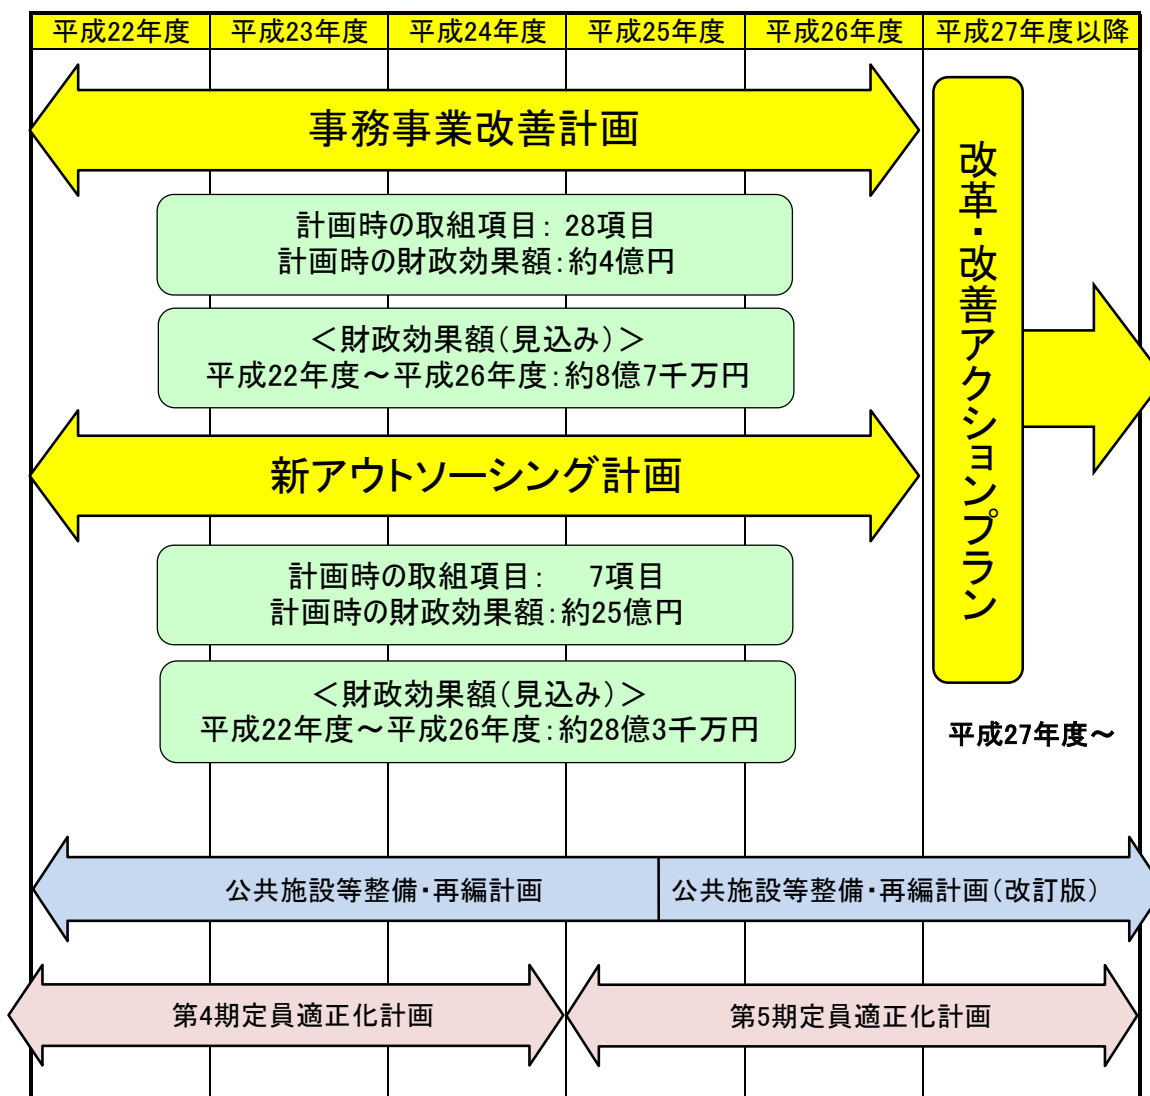 平成22年度
平成23年度
平成24年度
平成25年度
平成26年度
平成27年度以降
事務事業改善計画
計画時の取組項目：28項目
計画時の財政効果額：約4億円
＜財政効果額（見込み）＞
平成22年度～平成26年度：約8億7千万円
新アウトソーシング計画
計画時の取組項目：　7項目
計画時の財政効果額：約25億円
＜財政効果額（見込み）＞
平成22年度～平成26年度：約28億3千万円
改革・改善アクションプラン
平成27年度～
公共施設等整備・再編計画
公共施設等整備・再編計画（改訂版）
第4期定員適正化計画
第5期定員適正化計画